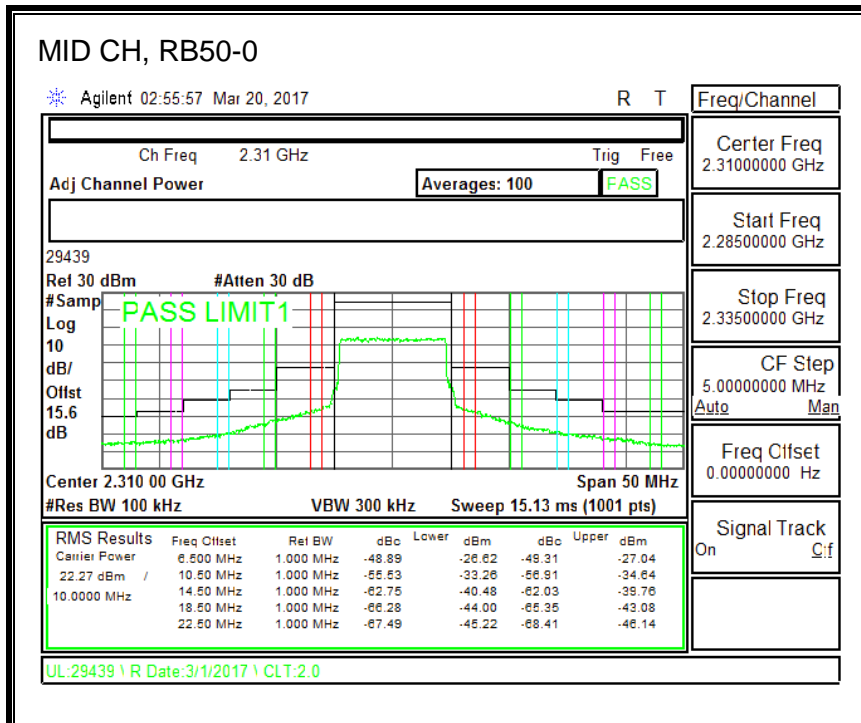 MID CH, RB50-0
Agilent 02:55:57 Mar 20, 2017 R T
Freq/Channel
Ch Freq 2.31 GHz Trig Free
Adj Channel Power Averages: 100 PASS
Center Freq
2.31000000 GHz
Start Freq
2.28500000 GHz
Stop Freq
2.33500000 GHz
CF Step
5.00000000 MHz
Auto Man
Freq Offset
0.00000000 Hz
Signal Track
On Off
29439
Ref 30 dBm #Atten 30 dB
#Samp
Log
10
dB/
Offst
15.6
dB
PASS LIMIT1
Center 2.310 00 GHz Span 50 MHz
#Res BW 100 kHz VBW 300 kHz Sweep 15.13 ms (1001 pts)
RMS Results Freq Offset Ref BW dBc Lower dBm dBc Upper dBm
Carrier Power 6.500 MHz 1.000 MHz -48.89 -26.62 -49.31 -27.04
22.27 dBm / 10.50 MHz 1.000 MHz -55.53 -33.26 -56.91 -34.64
10.0000 MHz 14.50 MHz 1.000 MHz -62.75 -40.48 -62.03 -39.76
18.50 MHz 1.000 MHz -66.28 -44.00 -65.35 -43.08
22.50 MHz 1.000 MHz -67.49 -45.22 -68.41 -46.14
UL:29439 \ R Date:3/1/2017 \ CLT:2.0